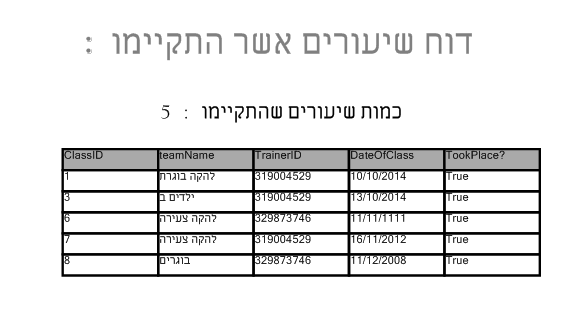 דוח שיעורים אשר התקיימו :
כמות שיעורים שהתקיימו : 5
ClassID teamName TrainerID DateOfClass TookPlace?
1 להקה בוגרת 319004529 10/10/2014 True
3 ילדים ב 319004529 13/10/2014 True
6 להקה צעירה 329873746 11/11/1111 True
7 להקה צעירה 319004529 16/11/2012 True
8 בוגרים 329873746 11/12/2008 True